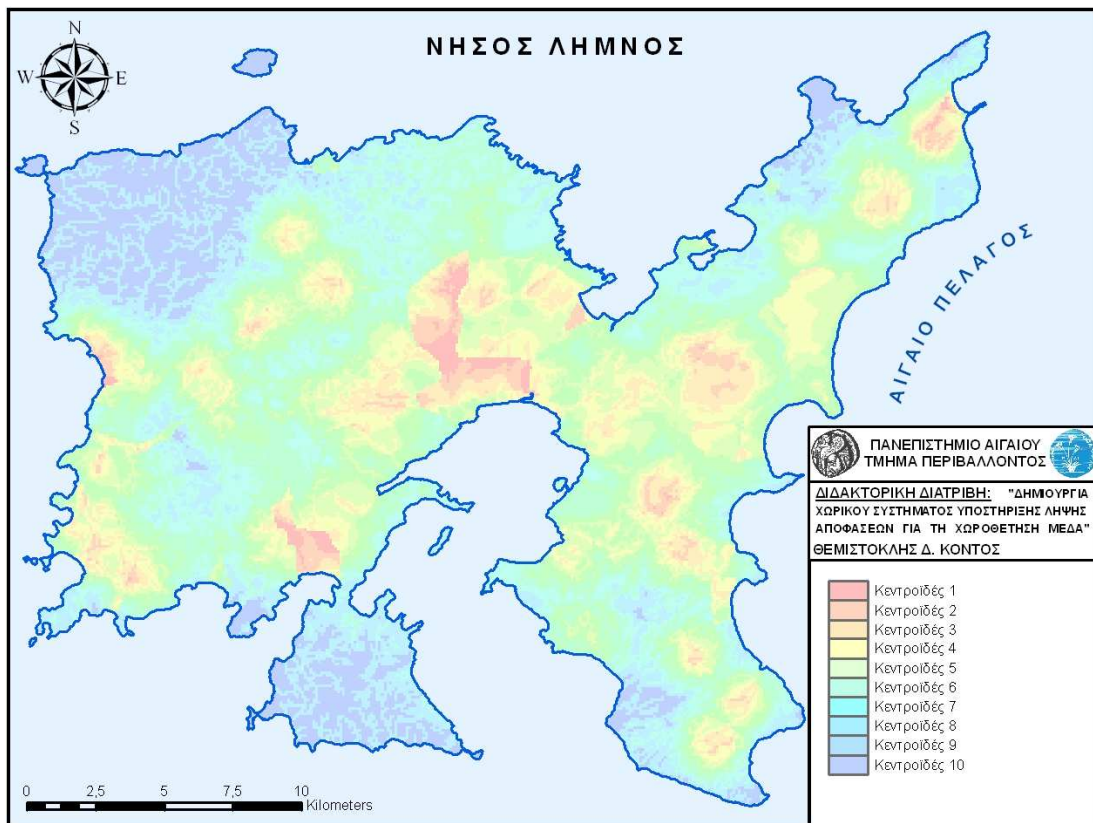 ΝΗΣΟΣ ΛΗΜΝΟΣ
N
W E
S
ΑΙΓΑΙΟ ΠΕΛΑΓΟΣ
ΠΑΝΕΠΙΣΤΗΜΙΟ ΑΙΓΑΙΟΥ
ΤΜΗΜΑ ΠΕΡΙΒΑΛΛΟΝΤΟΣ
ΔΙΔΑΚΤΟΡΙΚΗ ΔΙΑΤΡΙΒΗ: "ΔΗΜΙΟΥΡΓΙΑ
ΧΩΡΙΚΟΥ ΣΥΣΤΗΜΑΤΟΣ ΥΠΟΣΤΗΡΙΞΗΣ ΛΗΨΗΣ
ΑΠΟΦΑΣΕΩΝ ΓΙΑ ΤΗ ΧΩΡΟΘΕΤΗΣΗ ΜΕΔΑ"
ΘΕΜΙΣΤΟΚΛΗΣ Δ. ΚΟΝΤΟΣ
Κεντροϊδές 1
Κεντροϊδές 2
Κεντροϊδές 3
Κεντροϊδές 4
Κεντροϊδές 5
Κεντροϊδές 6
Κεντροϊδές 7
Κεντροϊδές 8
Κεντροϊδές 9
Κεντροϊδές 10
0 2,5 5 7,5 10
Kilometers